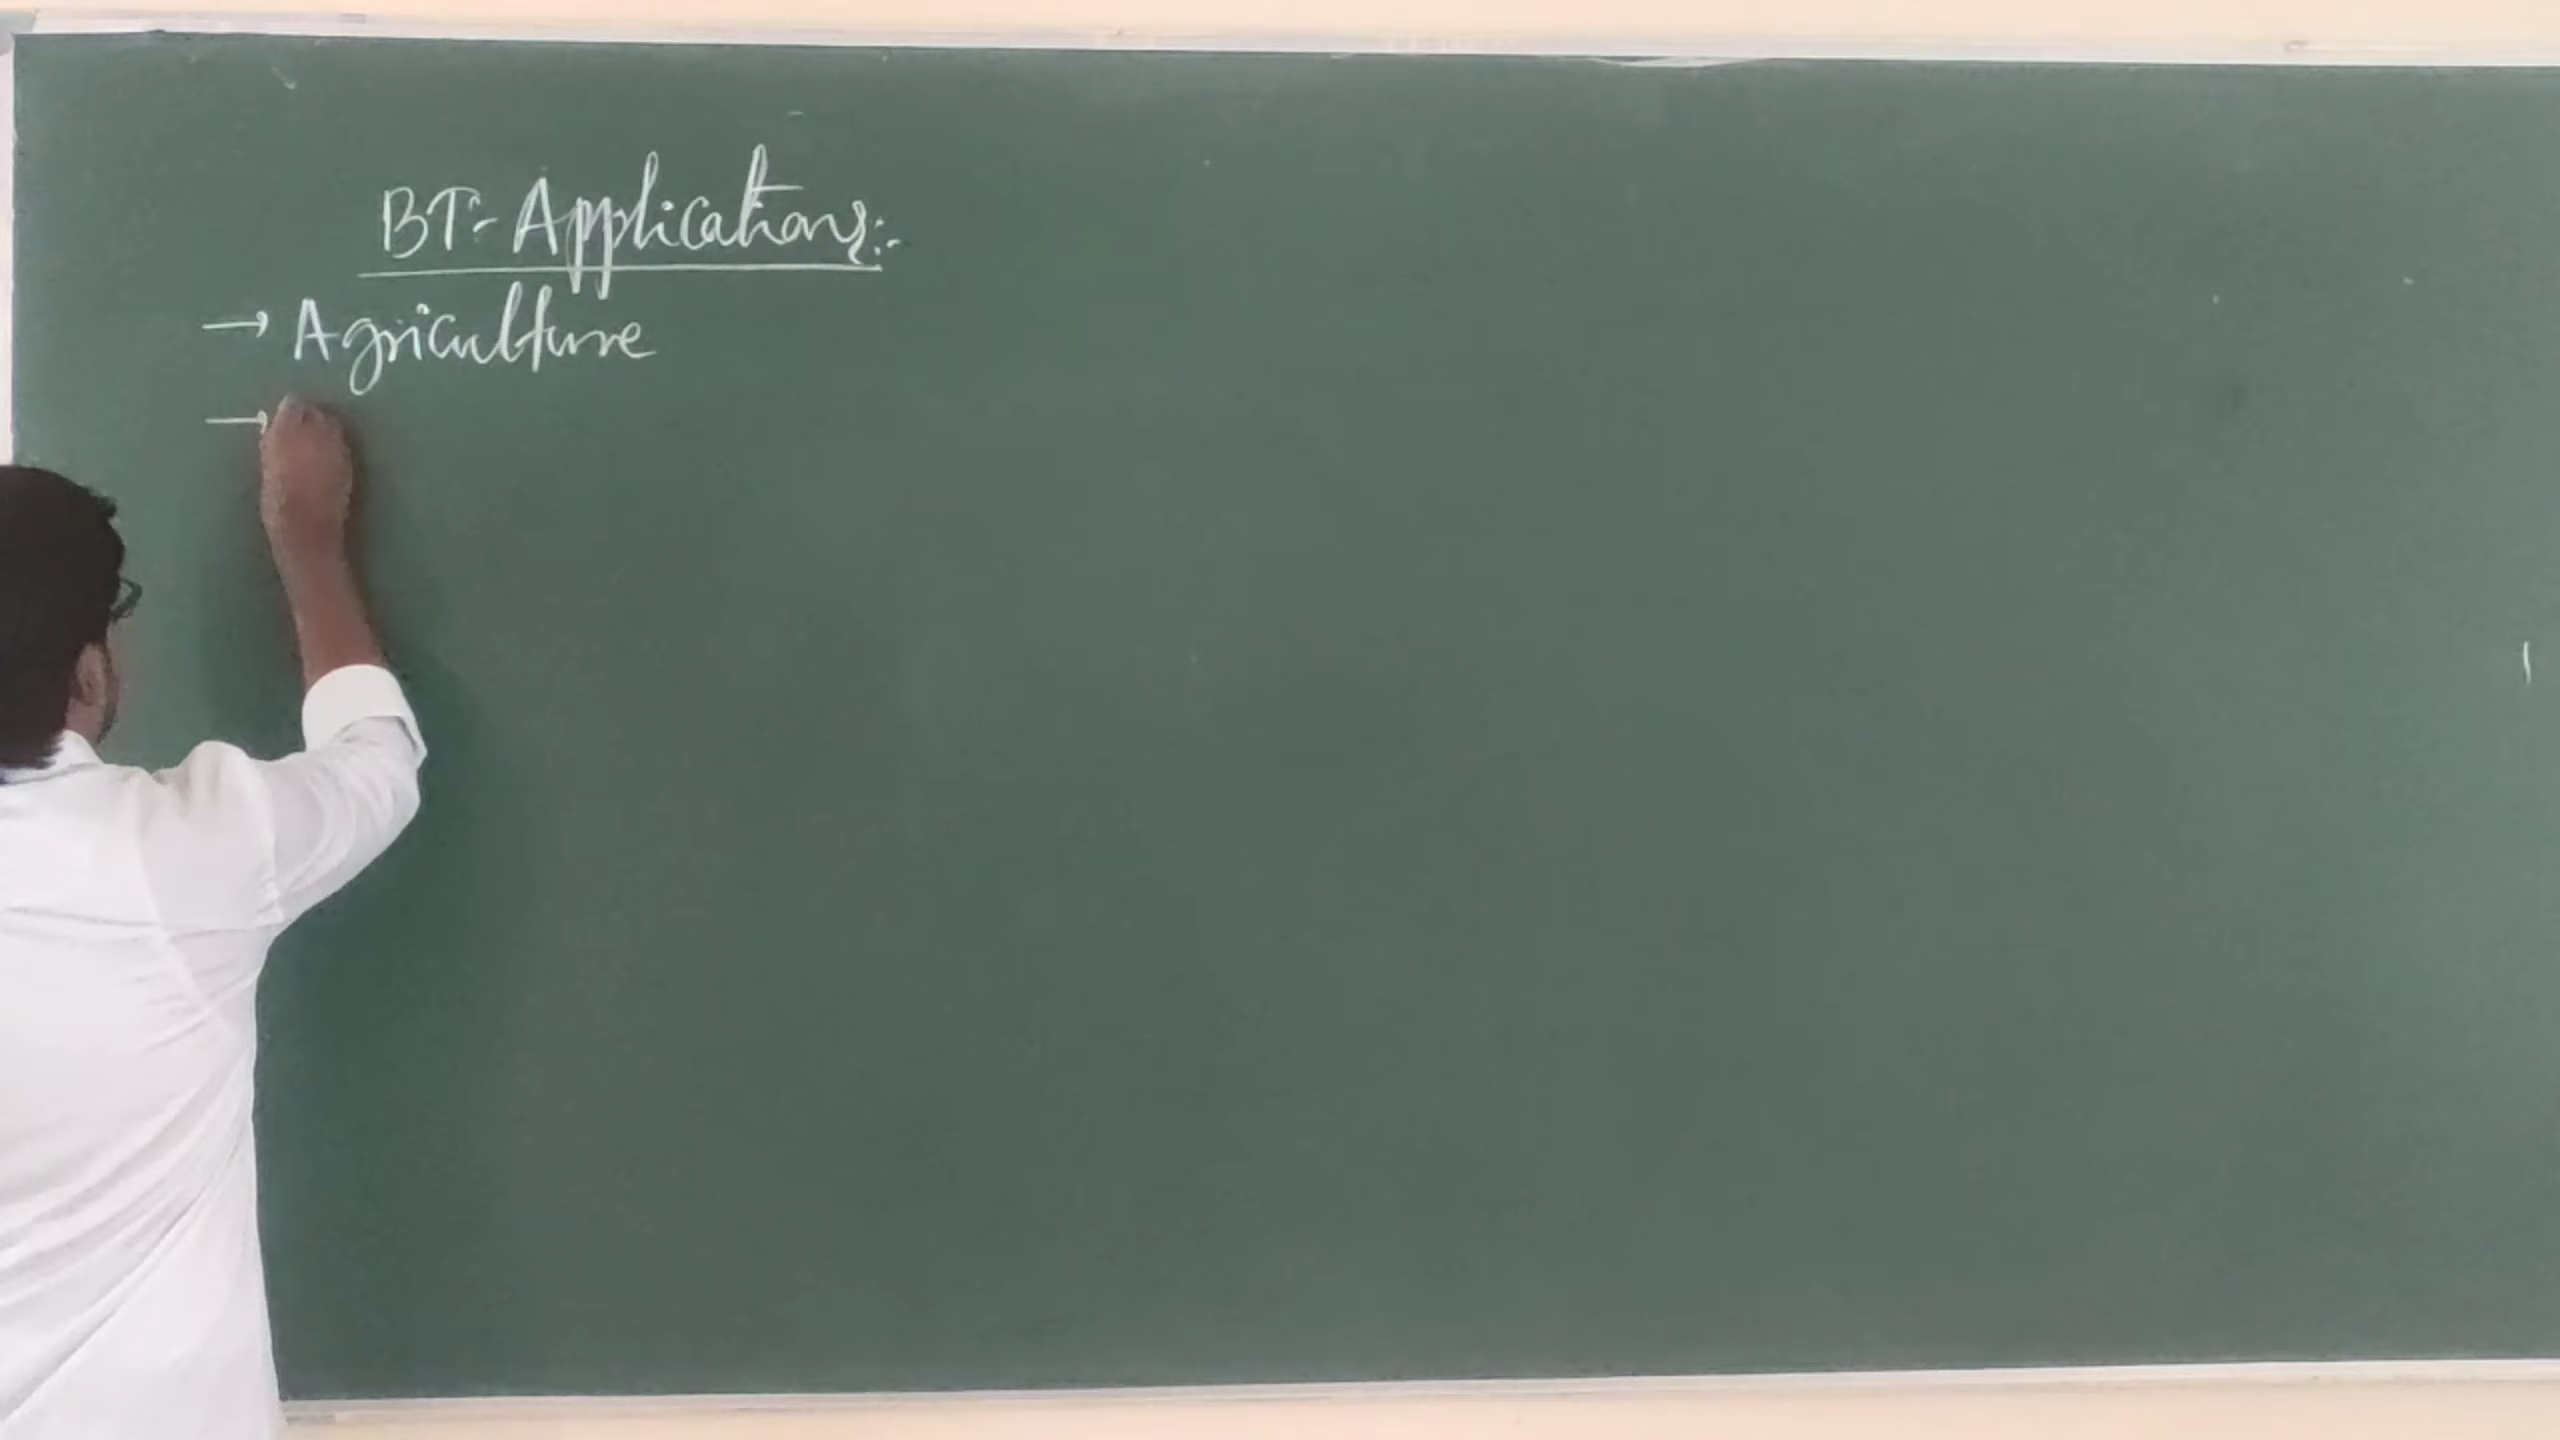 BT:- Applications:-
→ Agriculture
→